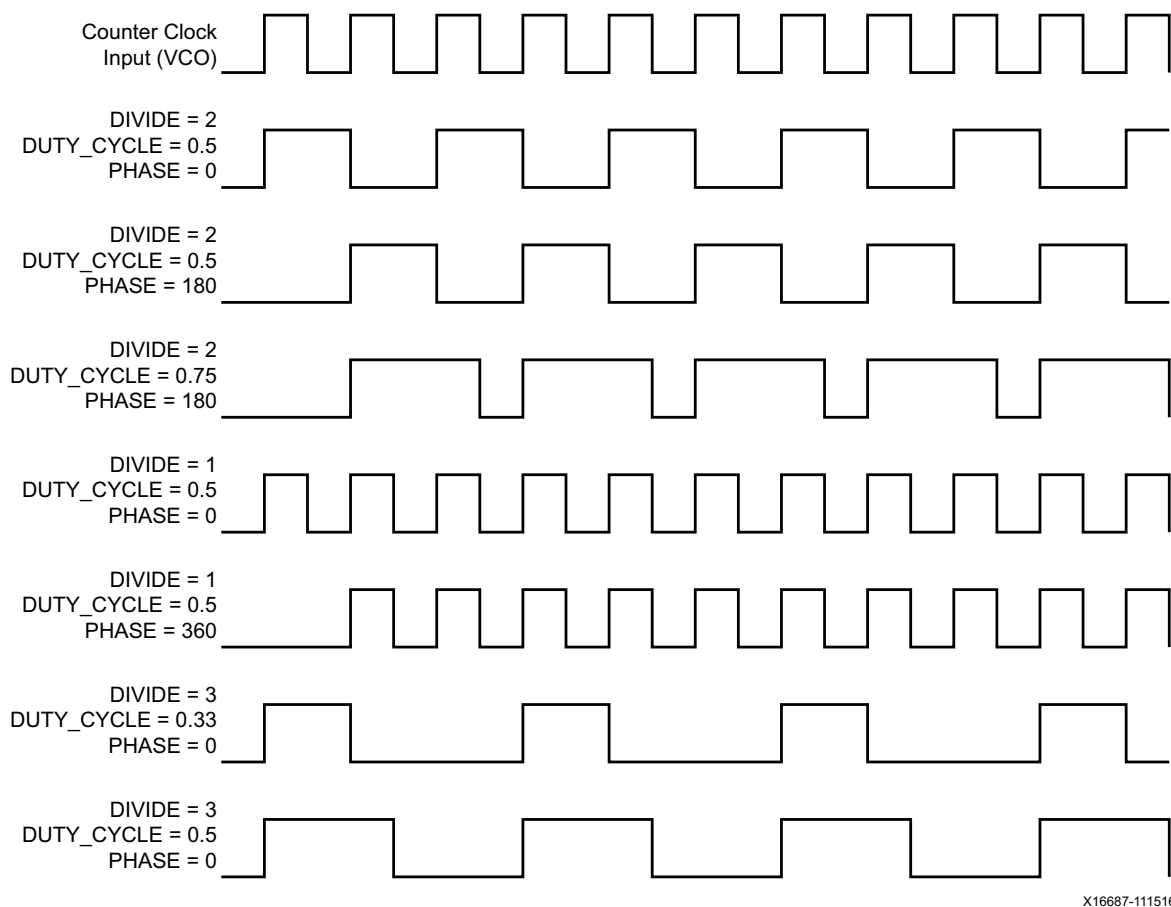 Counter Clock
Input (VCO)
DIVIDE = 2
DUTY_CYCLE = 0.5
PHASE = 0
DIVIDE = 2
DUTY_CYCLE = 0.5
PHASE = 180
DIVIDE = 2
DUTY_CYCLE = 0.75
PHASE = 180
DIVIDE = 1
DUTY_CYCLE = 0.5
PHASE = 0
DIVIDE = 1
DUTY_CYCLE = 0.5
PHASE = 360
DIVIDE = 3
DUTY_CYCLE = 0.33
PHASE = 0
DIVIDE = 3
DUTY_CYCLE = 0.5
PHASE = 0
X16687-111516